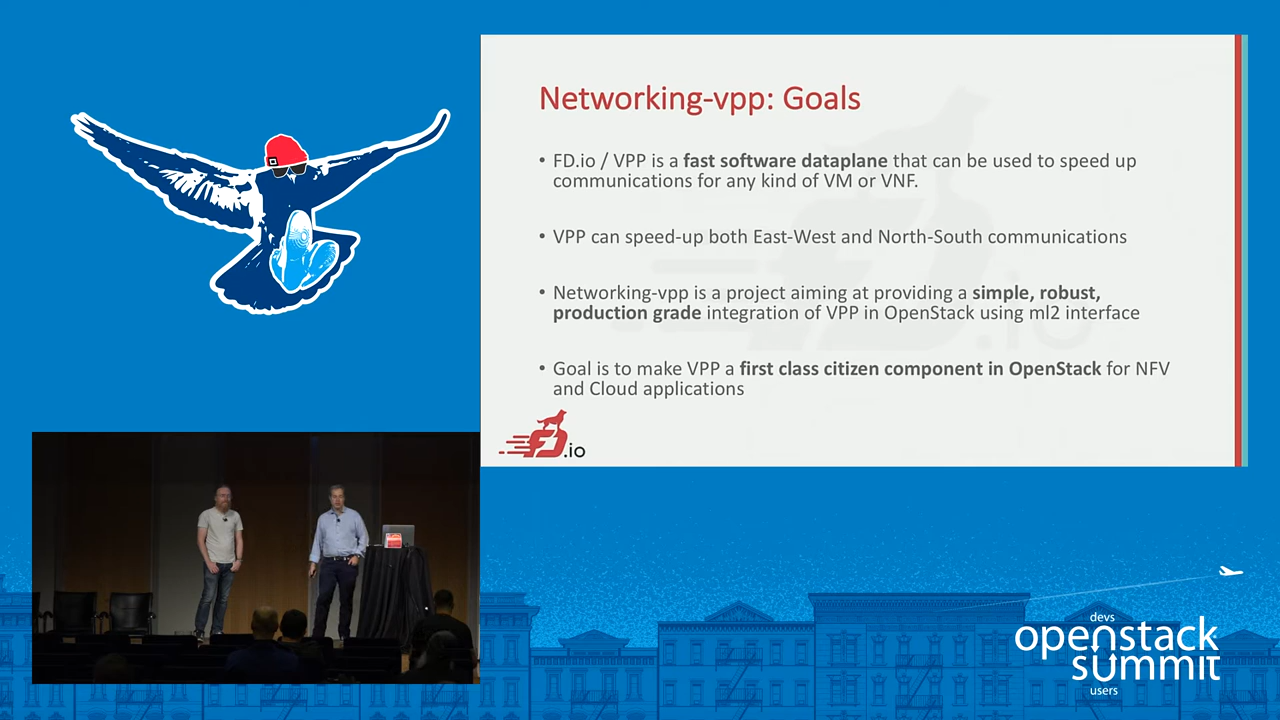 Networking-vpp: Goals
• FD.io / VPP is a fast software dataplane that can be used to speed up
communications for any kind of VM or VNF.
• VPP can speed-up both East-West and North-South communications
• Networking-vpp is a project aiming at providing a simple, robust,
production grade integration of VPP in OpenStack using ml2 interface
• Goal is to make VPP a first class citizen component in OpenStack for NFV
and Cloud applications
FD.io
devs
openstack
summit
users